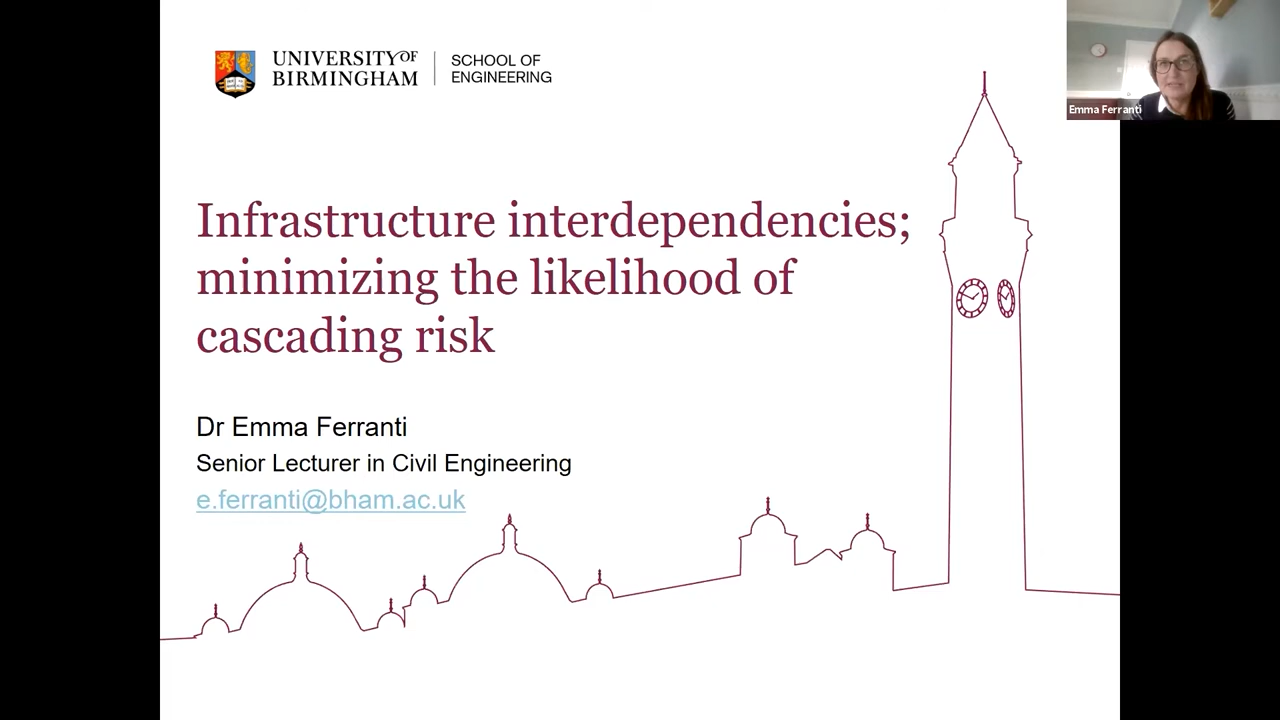 UNIVERSITY OF
BIRMINGHAM
SCHOOL OF
ENGINEERING
Emma Ferranti
Infrastructure interdependencies;
minimizing the likelihood of
cascading risk
Dr Emma Ferranti
Senior Lecturer in Civil Engineering
e.ferranti@bham.ac.uk